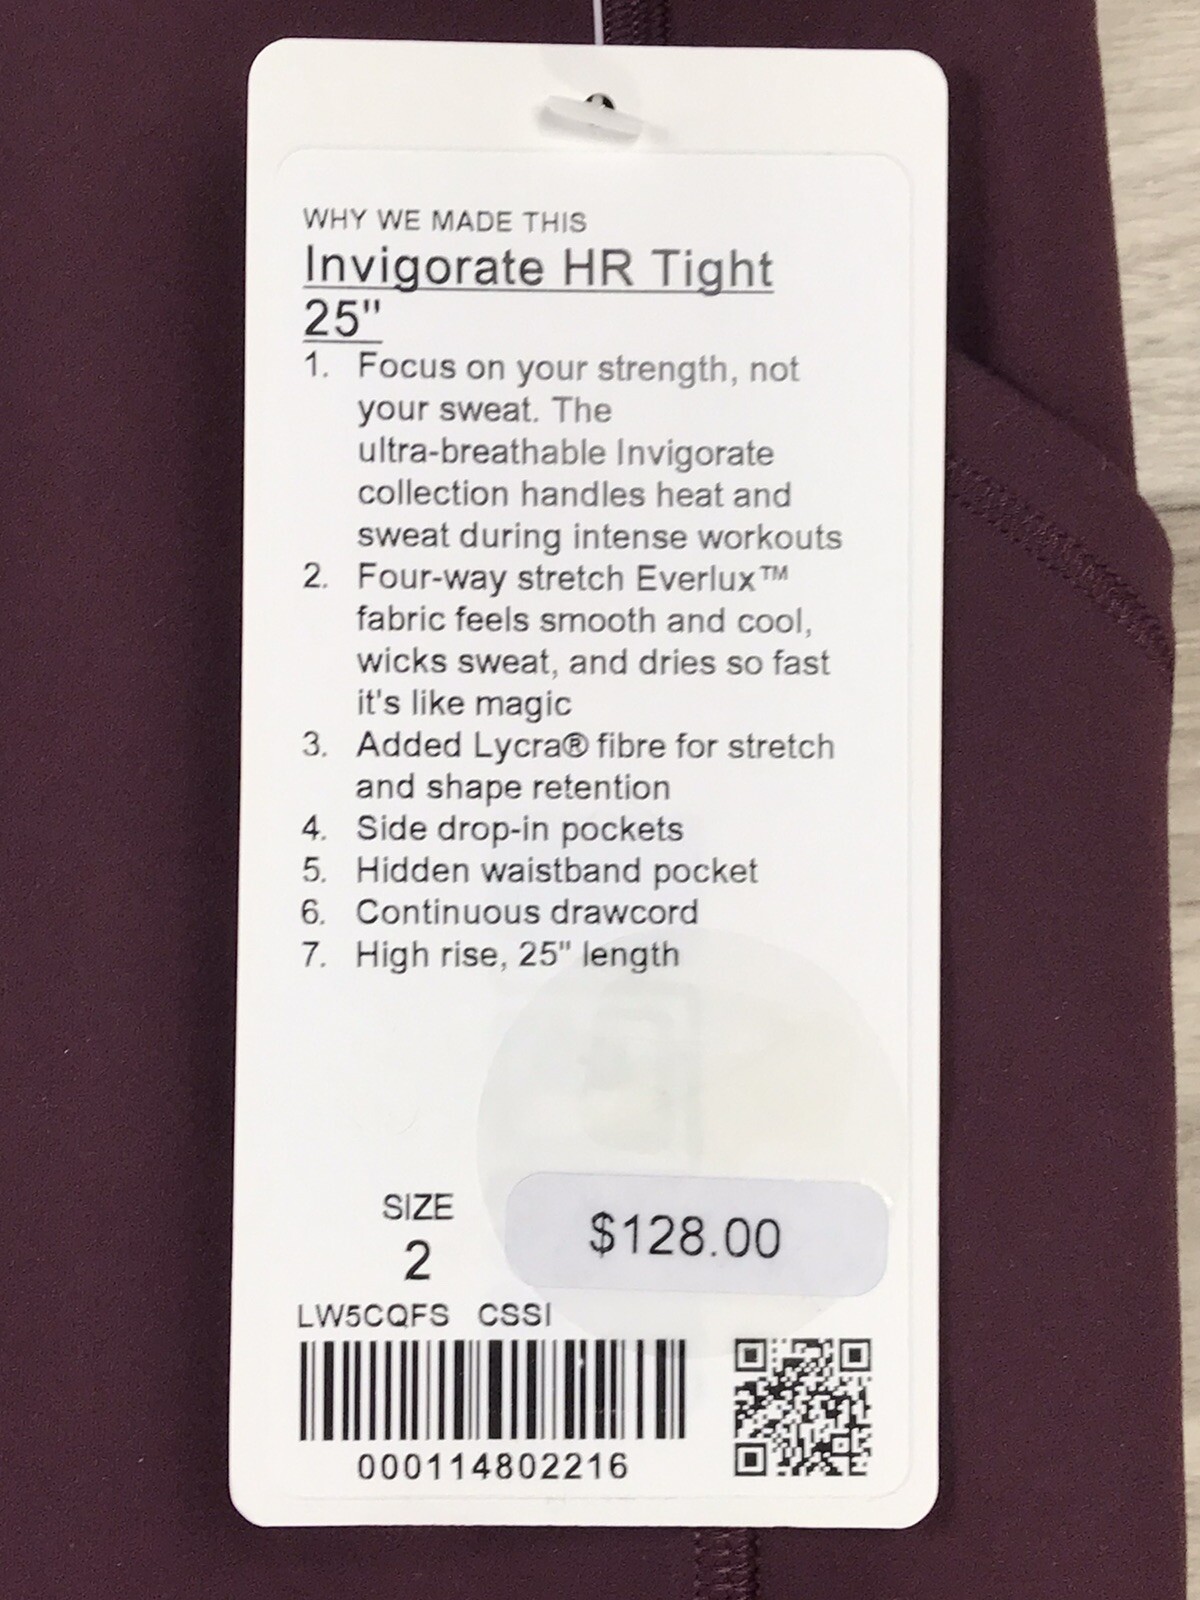 WHY WE MADE THIS
Invigorate HR Tight
25"
1. Focus on your strength, not
your sweat. The
ultra-breathable Invigorate
collection handles heat and
sweat during intense workouts
2. Four-way stretch Everlux™
fabric feels smooth and cool,
wicks sweat, and dries so fast
it's like magic
3. Added Lycra® fibre for stretch
and shape retention
4. Side drop-in pockets
5. Hidden waistband pocket
6. Continuous drawcord
7. High rise, 25" length
SIZE
2
$128.00
LW5CQFS CSSI
000114802216